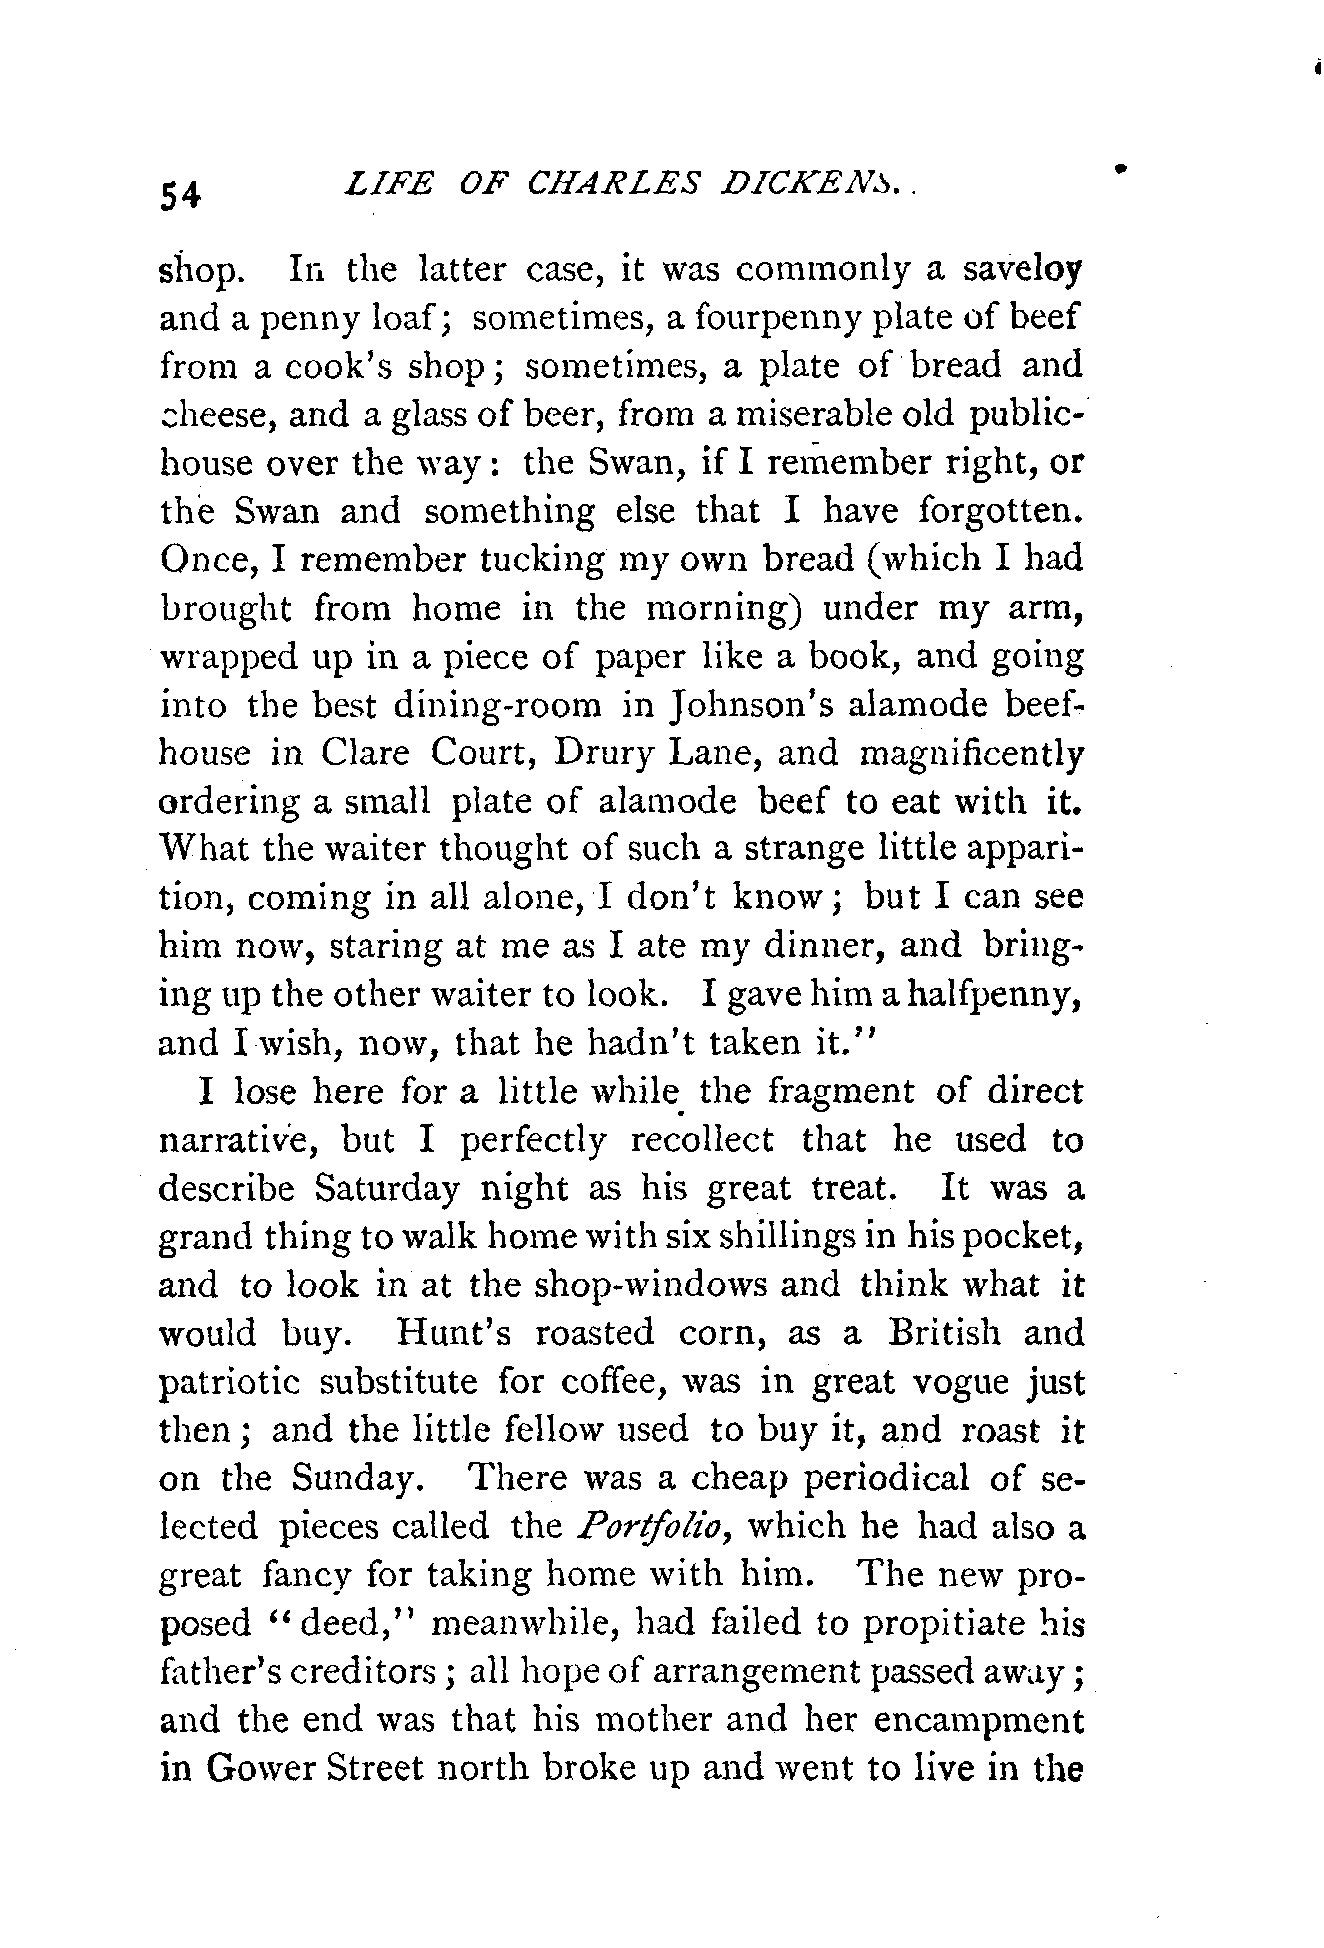 54 LIFE OF CHARLES DICKENS.
shop. In the latter case, it was commonly a saveloy
and a penny loaf; sometimes, a fourpenny plate of beef
from a cook's shop; sometimes, a plate of bread and
cheese, and a glass of beer, from a miserable old public-
house over the way: the Swan, if I remember right, or
the Swan and something else that I have forgotten.
Once, I remember tucking my own bread (which I had
brought from home in the morning) under my arm,
wrapped up in a piece of paper like a book, and going
into the best dining-room in Johnson's alamode beef-
house in Clare Court, Drury Lane, and magnificently
ordering a small plate of alamode beef to eat with it.
What the waiter thought of such a strange little appari-
tion, coming in all alone, I don't know; but I can see
him now, staring at me as I ate my dinner, and bring-
ing up the other waiter to look. I gave him a halfpenny,
and I wish, now, that he hadn't taken it."
I lose here for a little while the fragment of direct
narrative, but I perfectly recollect that he used to
describe Saturday night as his great treat. It was a
grand thing to walk home with six shillings in his pocket,
and to look in at the shop-windows and think what it
would buy. Hunt's roasted corn, as a British and
patriotic substitute for coffee, was in great vogue just
then; and the little fellow used to buy it, and roast it
on the Sunday. There was a cheap periodical of se-
lected pieces called the Portfolio, which he had also a
great fancy for taking home with him. The new pro-
posed "deed," meanwhile, had failed to propitiate his
father's creditors; all hope of arrangement passed away;
and the end was that his mother and her encampment
in Gower Street north broke up and went to live in the